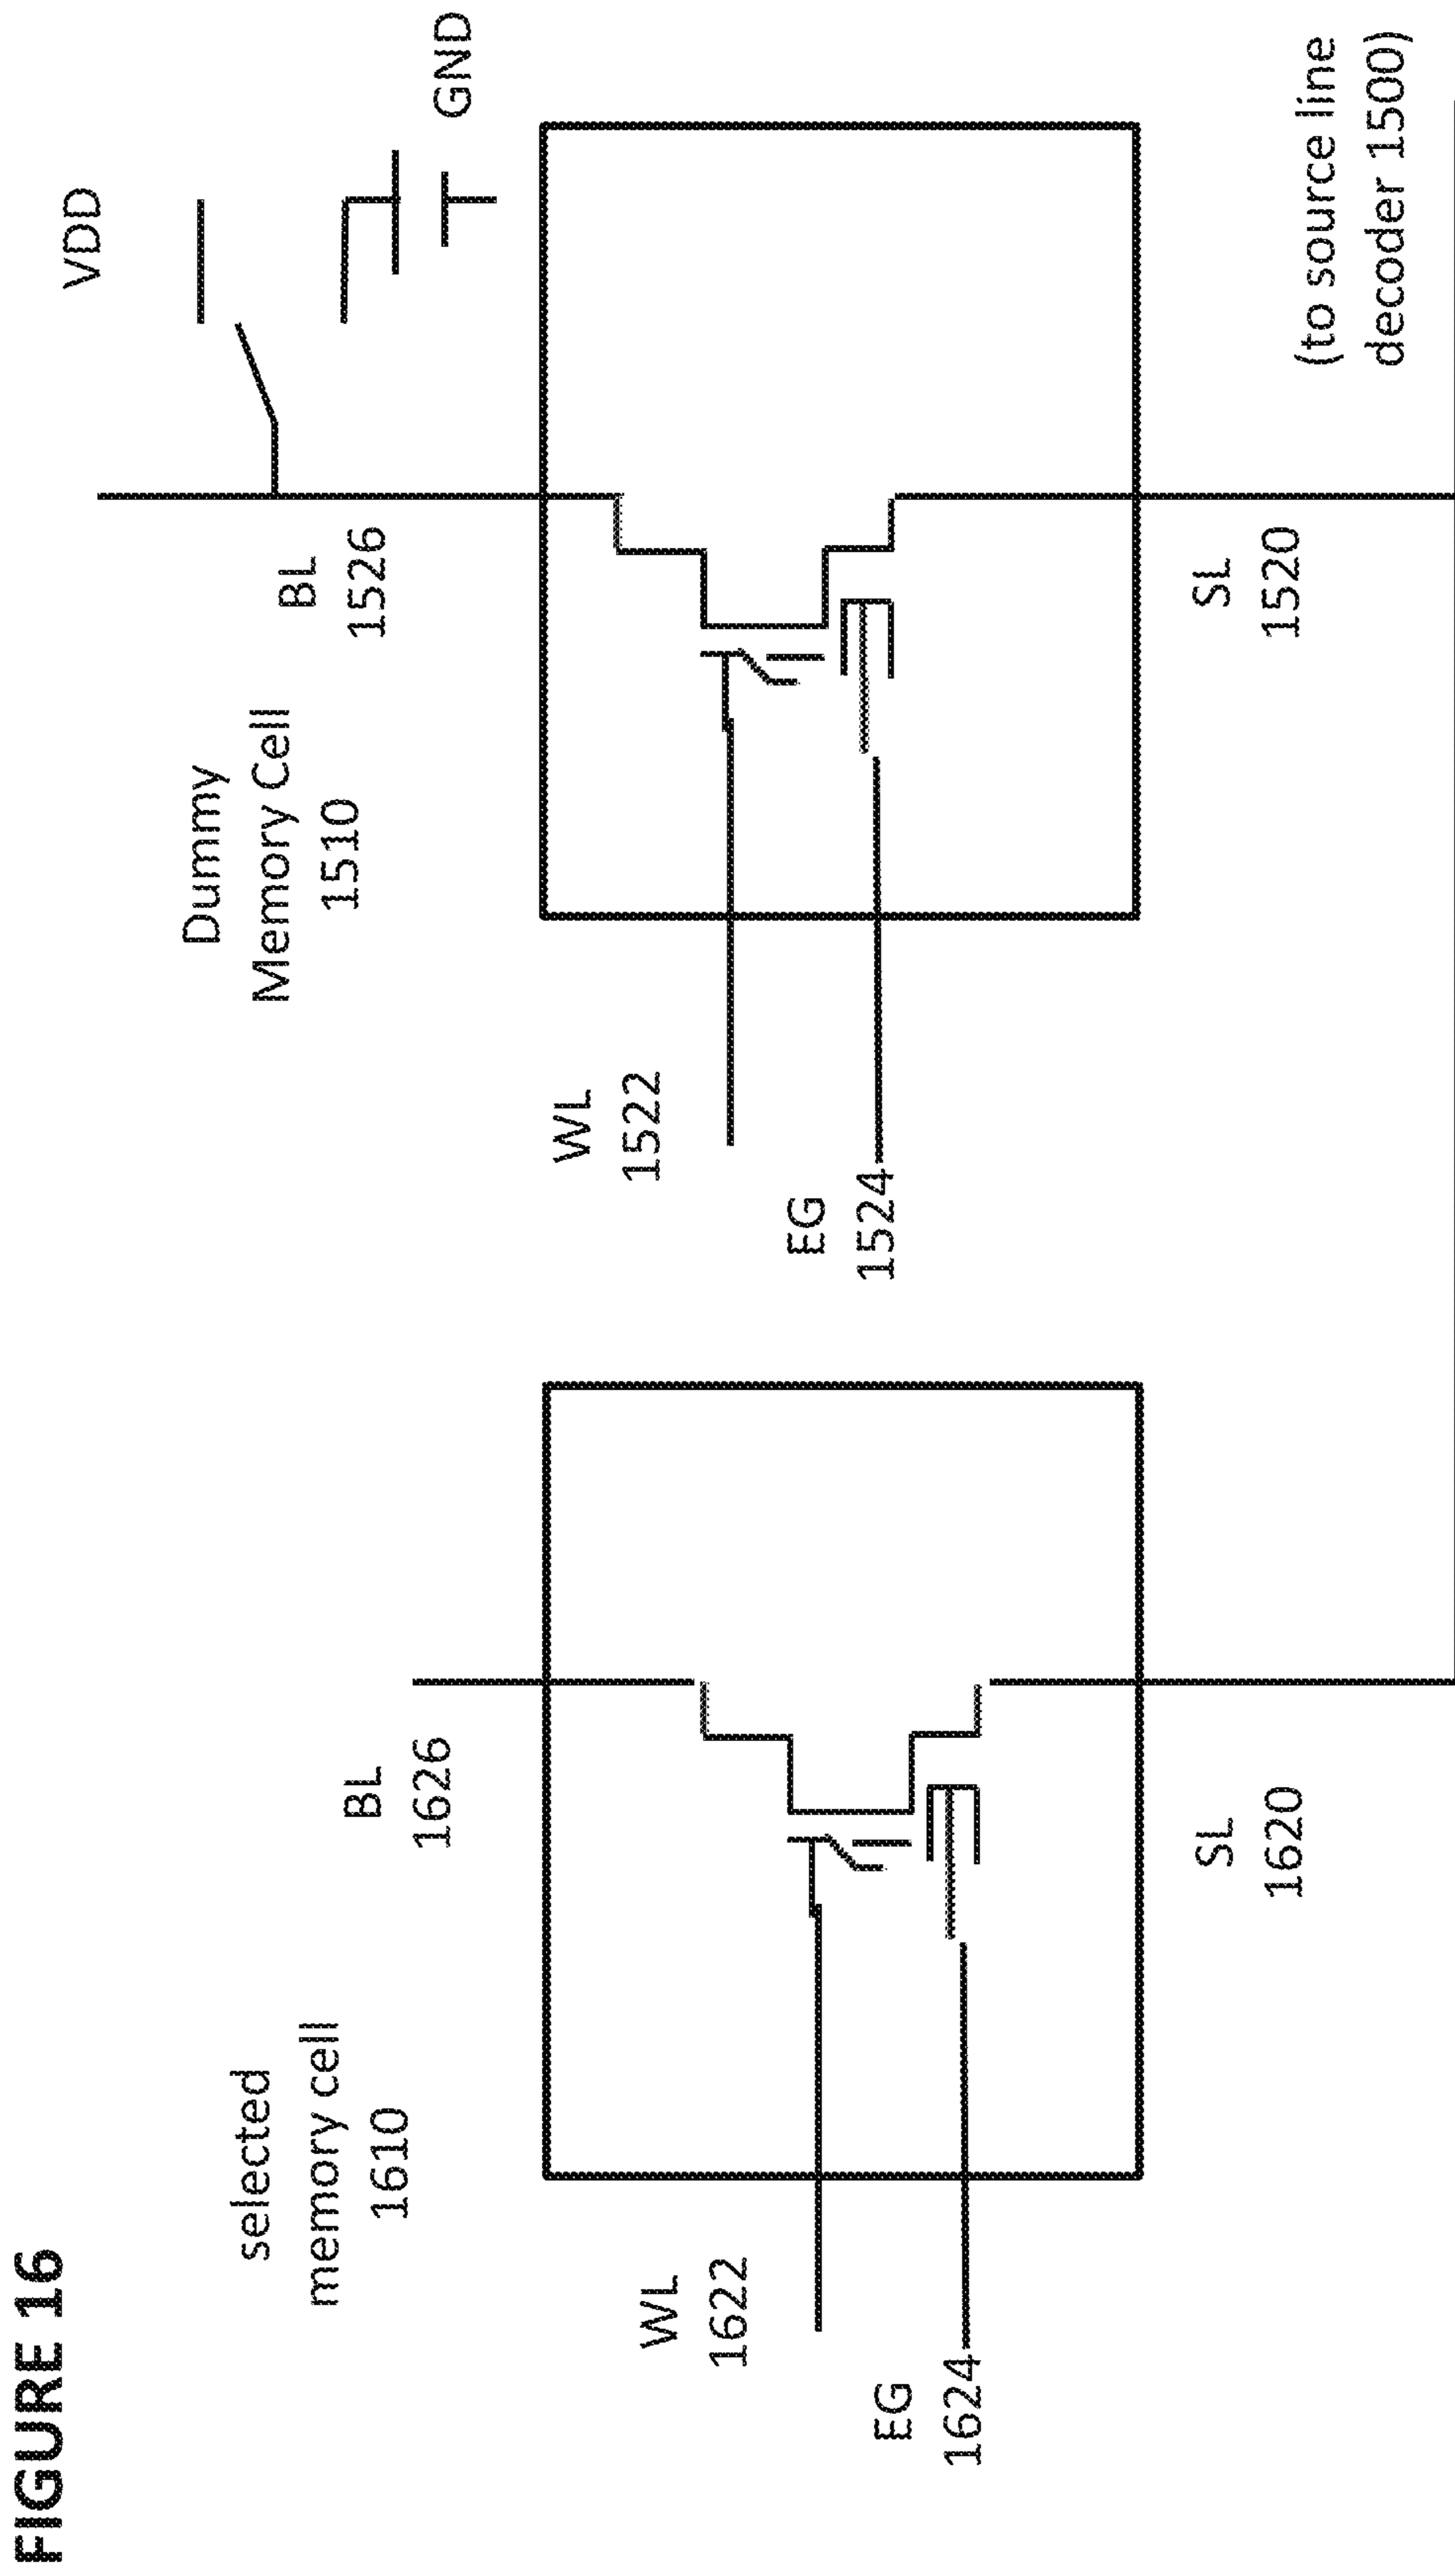 FIGURE 16
selected
memory cell
1610
BL
1626
WL
1622
EG
1624
SL
1620
Dummy
Memory Cell
1510
VDD
GND
BL
1526
WL
1522
EG
1524
SL
1520
(to source line
decoder 1500)